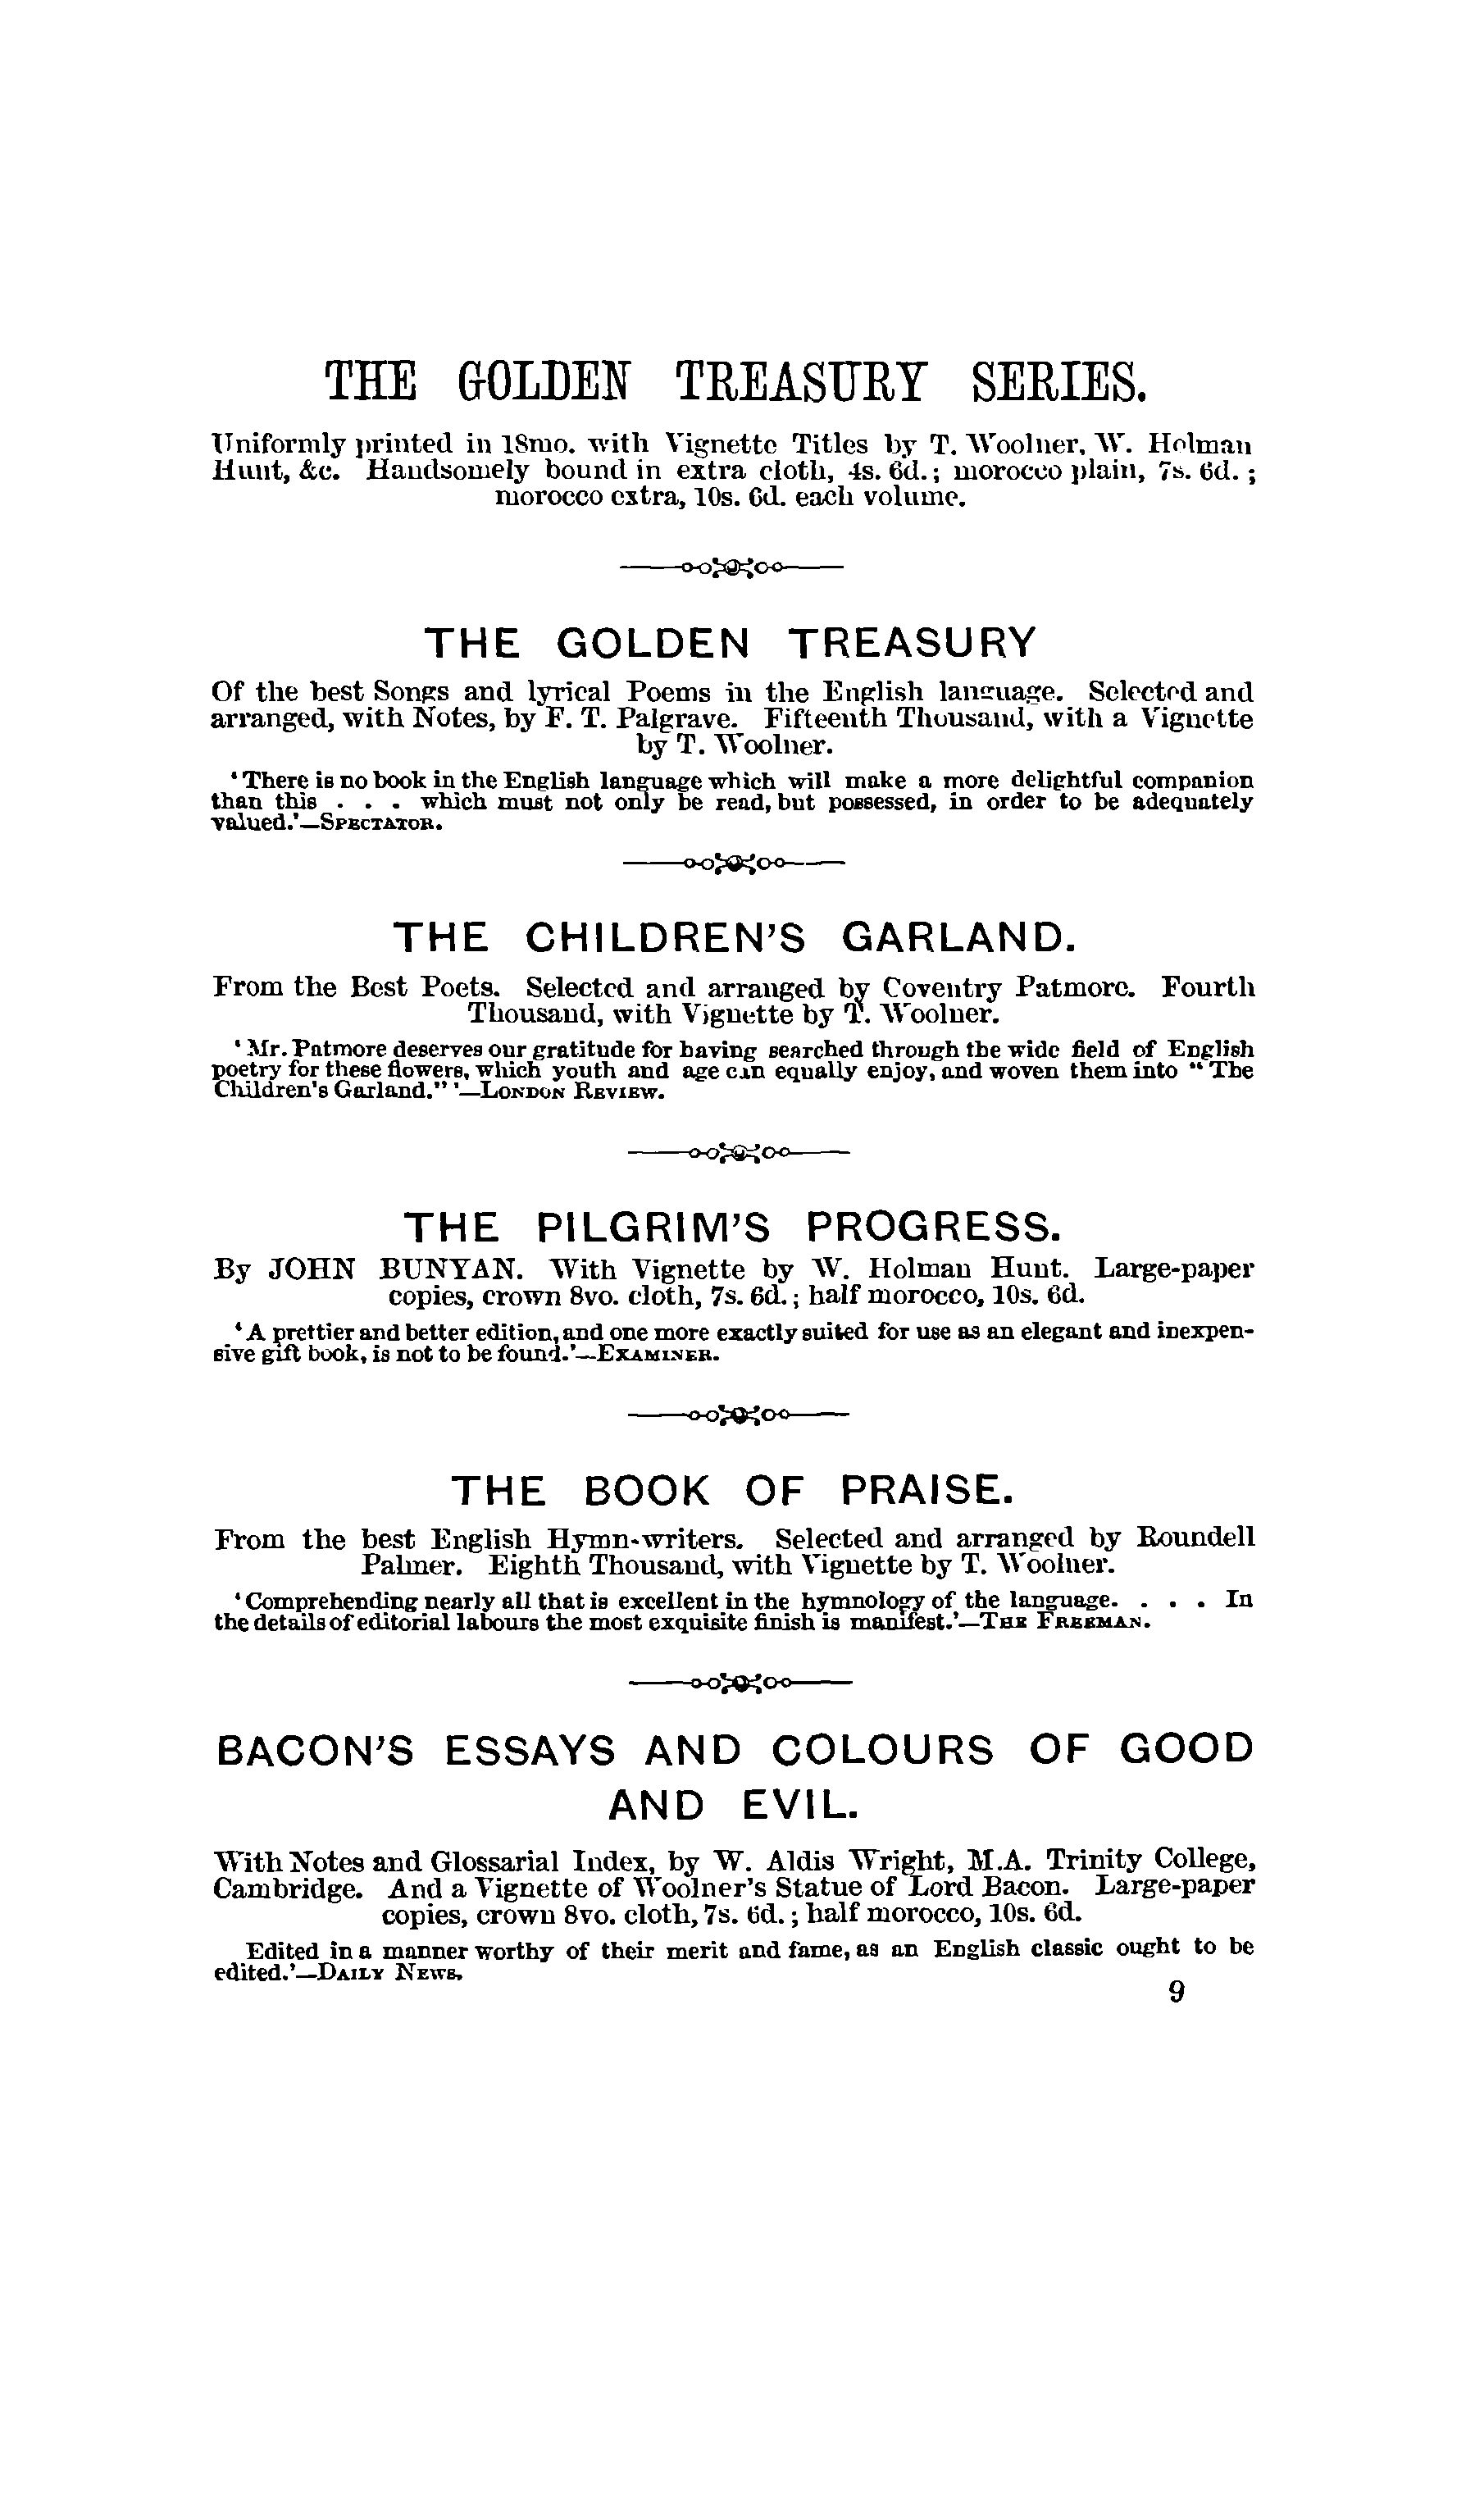 THE GOLDEN TREASURY SERIES.
Uniformly printed in 18mo. with Vignette Titles by T. Woolner, W. Holman
Hunt, &c. Handsomely bound in extra cloth, 4s. 6d.; morocco plain, 7s. 6d.;
morocco extra, 10s. 6d. each volume.
THE GOLDEN TREASURY
Of the best Songs and lyrical Poems in the English language. Selected and
arranged, with Notes, by F. T. Palgrave. Fifteenth Thousand, with a Vignette
by T. Woolner.
‘There is no book in the English language which will make a more delightful companion
than this . . . which must not only be read, but possessed, in order to be adequately
valued.’—SPECTATOR.
THE CHILDREN’S GARLAND.
From the Best Poets. Selected and arranged by Coventry Patmore. Fourth
Thousand, with Vignette by T. Woolner.
‘Mr. Patmore deserves our gratitude for having searched through the wide field of English
poetry for these flowers, which youth and age can equally enjoy, and woven them into “The
Children’s Garland.”’—LONDON REVIEW.
THE PILGRIM’S PROGRESS.
By JOHN BUNYAN. With Vignette by W. Holman Hunt. Large-paper
copies, crown 8vo. cloth, 7s. 6d.; half morocco, 10s. 6d.
‘A prettier and better edition, and one more exactly suited for use as an elegant and inexpen-
sive gift book, is not to be found.’—EXAMINER.
THE BOOK OF PRAISE.
From the best English Hymn-writers. Selected and arranged by Roundell
Palmer. Eighth Thousand, with Vignette by T. Woolner.
‘Comprehending nearly all that is excellent in the hymnology of the language. . . . In
the details of editorial labours the most exquisite finish is manifest.’—THE FREEMAN.
BACON’S ESSAYS AND COLOURS OF GOOD
AND EVIL.
With Notes and Glossarial Index, by W. Aldis Wright, M.A. Trinity College,
Cambridge. And a Vignette of Woolner’s Statue of Lord Bacon. Large-paper
copies, crown 8vo. cloth, 7s. 6d.; half morocco, 10s. 6d.
Edited in a manner worthy of their merit and fame, as an English classic ought to be
edited.’—DAILY NEWS.
9